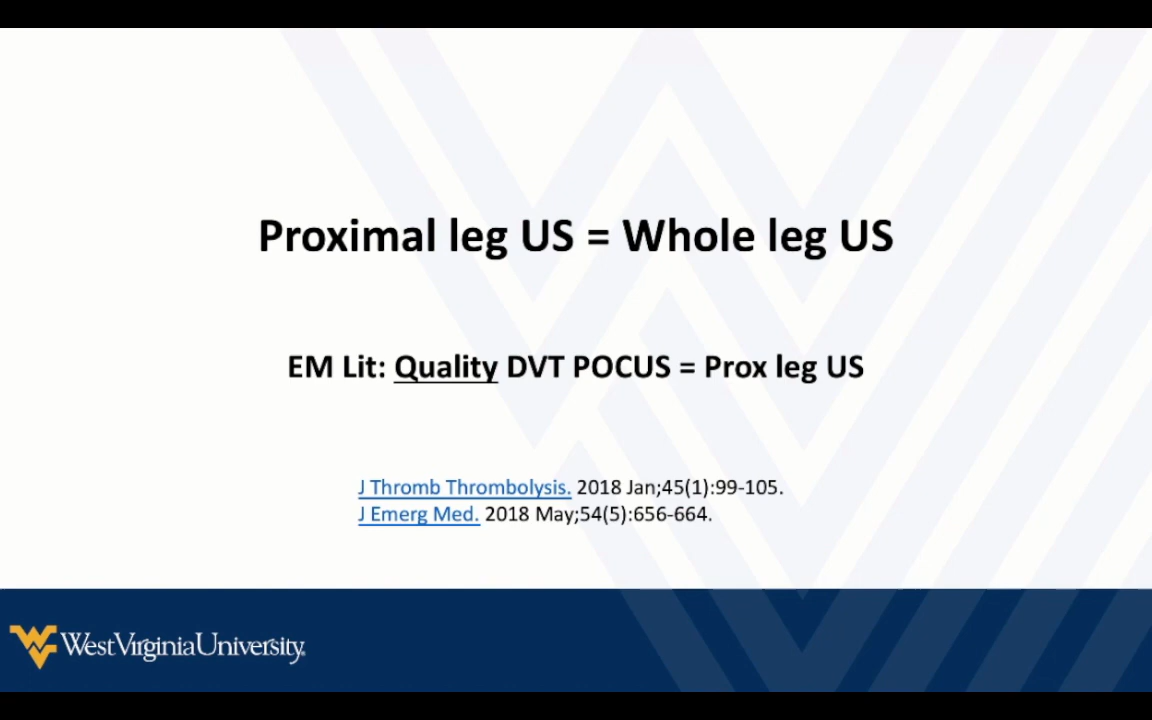 Proximal leg US = Whole leg US
EM Lit: Quality DVT POCUS = Prox leg US
J Thromb Thrombolysis. 2018 Jan;45(1):99-105.
J Emerg Med. 2018 May;54(5):656-664.
WestVirginiaUniversity.